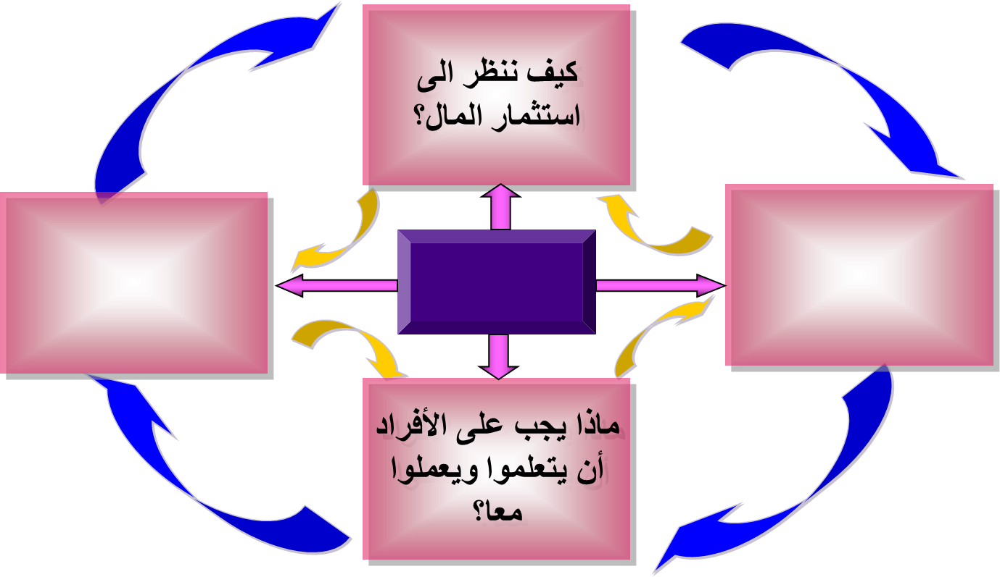 كيف ننظر الى
استثمار المال؟
ماذا يجب على الأفراد
أن يتعلموا ويعملوا
معا؟